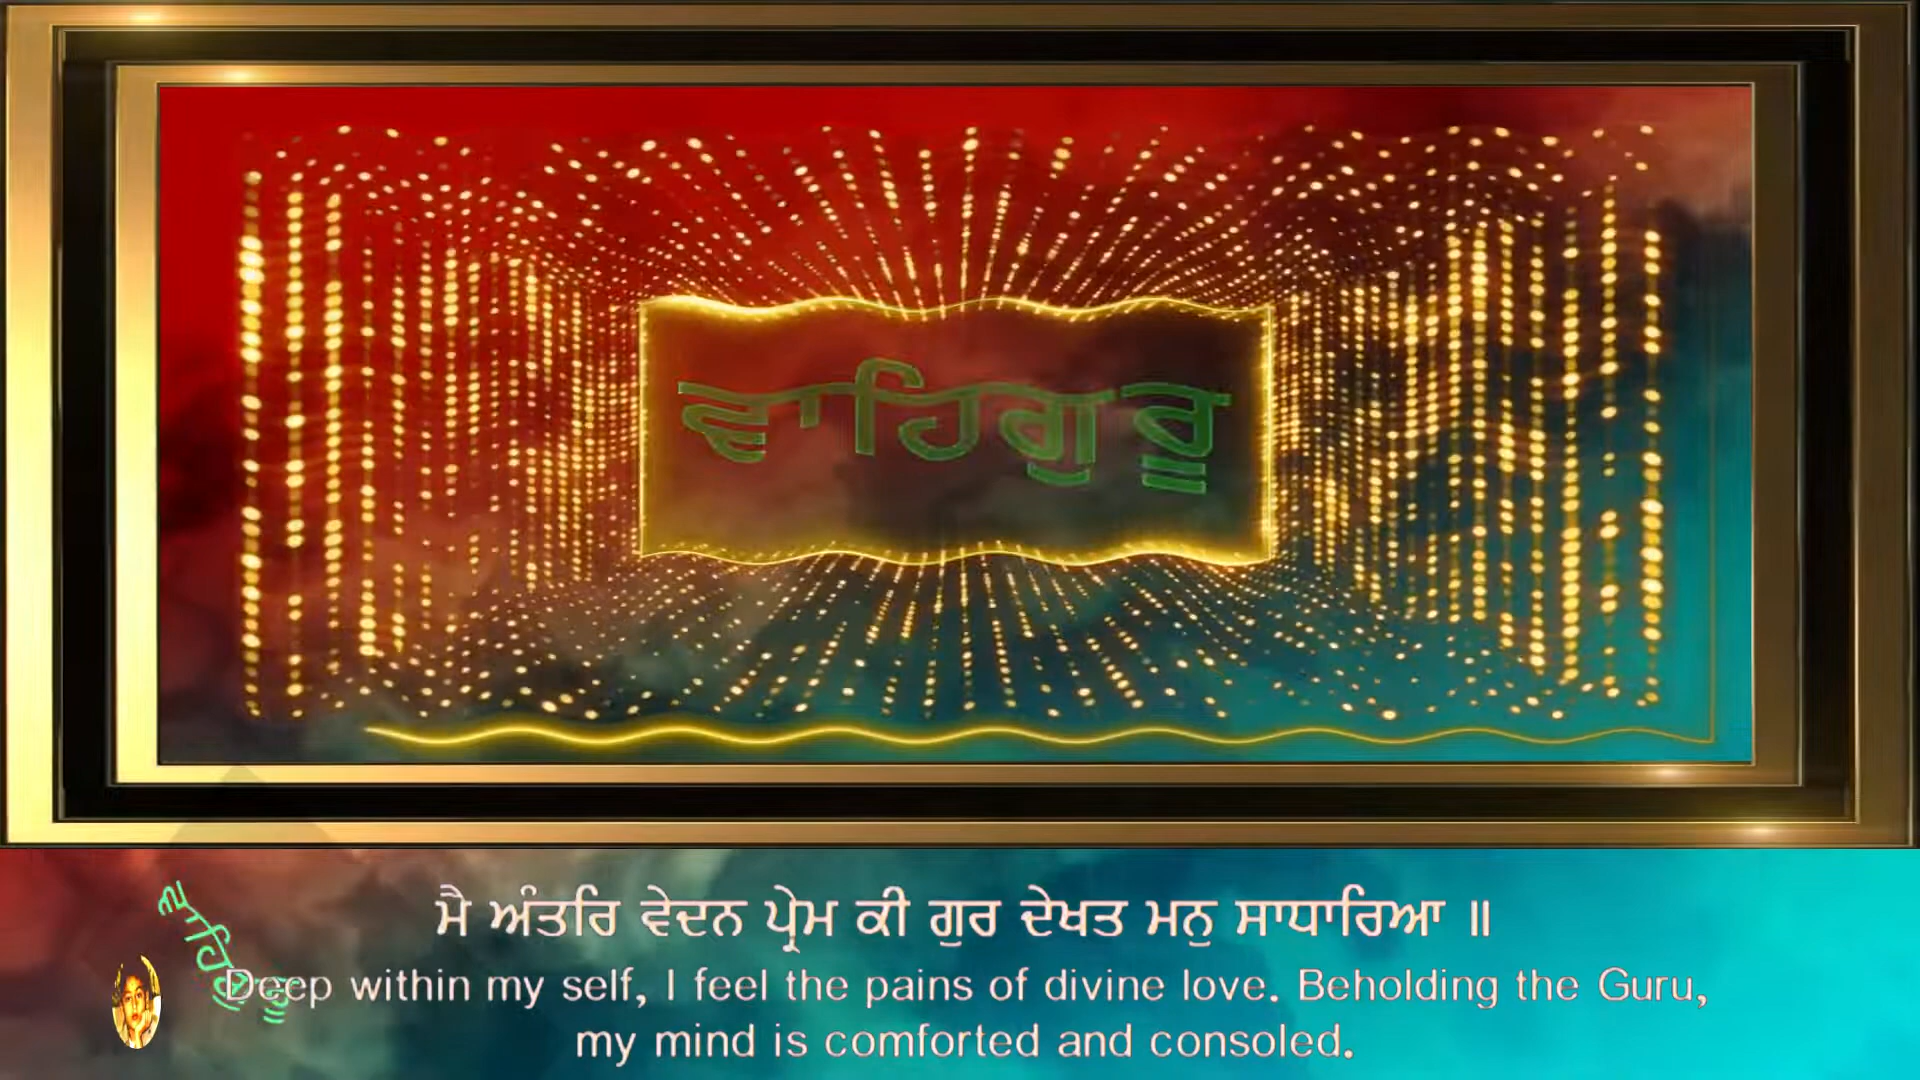 ਵਾਹਿਗੁਰੂ
ਮੈ ਅੰਤਰਿ ਵੇਦਨ ਪ੍ਰੇਮ ਕੀ ਗੁਰ ਦੇਖਤ ਮਨੁ ਸਾਧਾਰਿਆ ॥
ਵਾਹਿਗੁਰੂ
Deep within my self, I feel the pains of divine love. Beholding the Guru,
my mind is comforted and consoled.